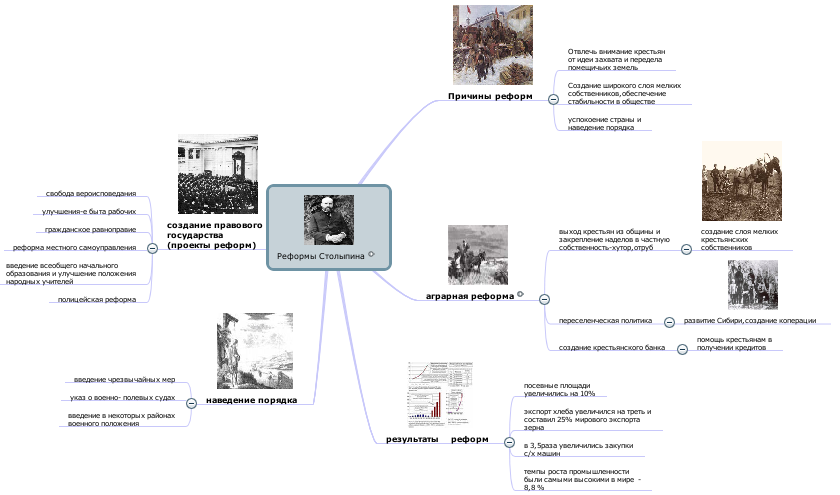 Реформы Столыпина
Причины реформ
Отвлечь внимание крестьян
от идеи захвата и передела
помещичьих земель
Создание широкого слоя мелких
собственников,обеспечение
стабильности в обществе
успокоение страны и
наведение порядка
аграрная реформа
выход крестьян из общины и
закрепление наделов в частную
собственность-хутор,отруб
создание слоя мелких
крестьянских
собственников
переселенческая политика
развитие Сибири,создание коперации
создание крестьянского банка
помощь крестьянам в
получении кредитов
результаты реформ
посевные площади
увеличились на 10%
экспорт хлеба увеличился на треть и
составил 25% мирового экспорта
зерна
в 3,5раза увеличились закупки
с/х машин
темпы роста промышленности
были самыми высокими в мире -
8,8 %
создание правового
государства
(проекты реформ)
свобода вероисповедания
улучшения-е быта рабочих
гражданское равноправие
реформа местного самоуправления
введение всеобщего начального
образования и улучшение положения
народных учителей
полицейская реформа
наведение порядка
введение чрезвычайных мер
указ о военно- полевых судах
введение в некоторых районах
военного положения